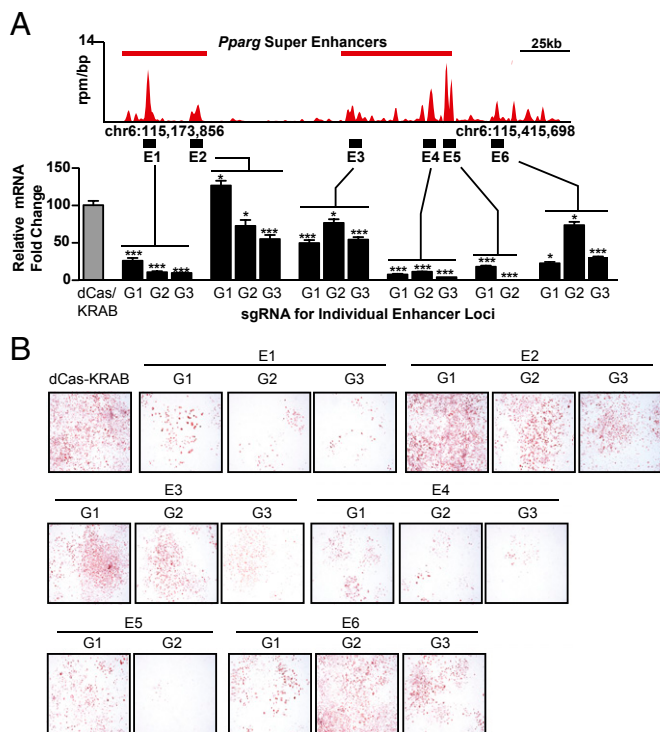 A
14
Pparg Super Enhancers
25kb
rpm/bp
0
chr6:115,173,856
chr6:115,415,698
E1 E2 E3 E4 E5 E6
Relative mRNA
Fold Change
150
100
50
0
*** *** ***
* * ***
*** * ***
*** *** ***
*** ***
* * ***
dCas/
KRAB
G1 G2 G3 G1 G2 G3 G1 G2 G3 G1 G2 G3 G1 G2 G1 G2 G3
sgRNA for Individual Enhancer Loci
B
E1 E2
dCas-KRAB G1 G2 G3 G1 G2 G3
E3 E4
G1 G2 G3 G1 G2 G3
E5 E6
G1 G2 G1 G2 G3